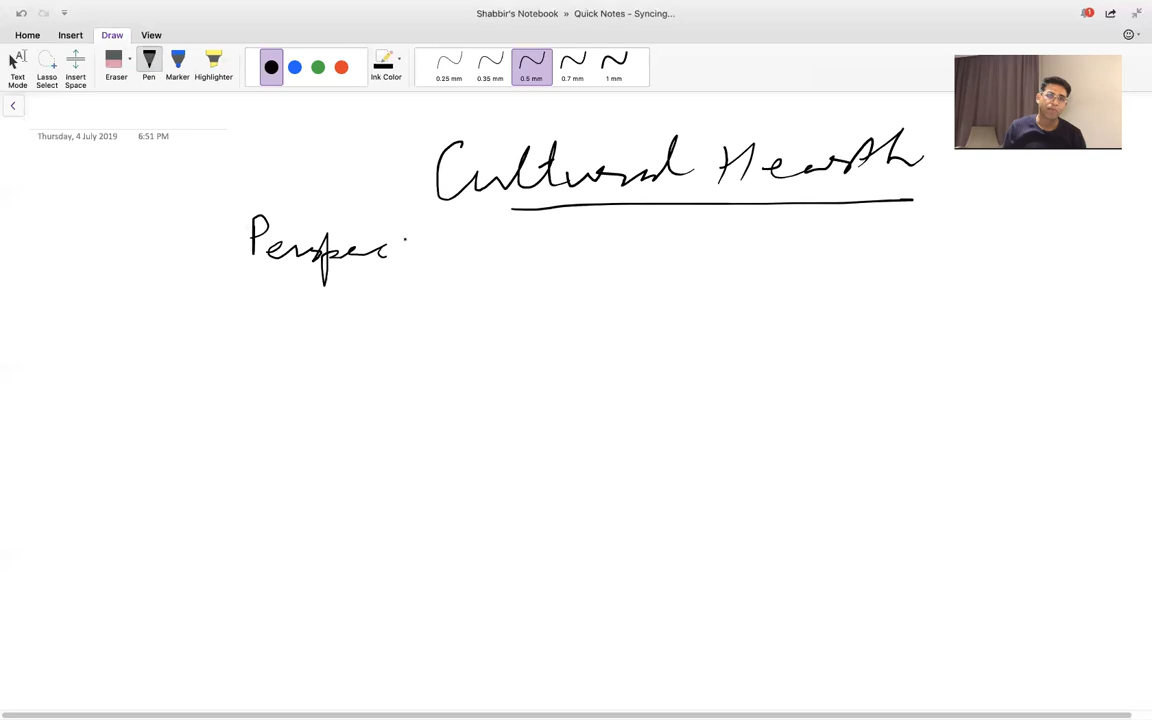 Shabbir's Notebook » Quick Notes - Syncing...
1
Home Insert Draw View
Text Mode
Lasso Select
Insert Space
Eraser
Pen
Marker
Highlighter
Ink Color
0.25 mm 0.35 mm 0.5 mm 0.7 mm 1 mm
Thursday, 4 July 2019 6:51 PM
Cultural Hearth
Perspec